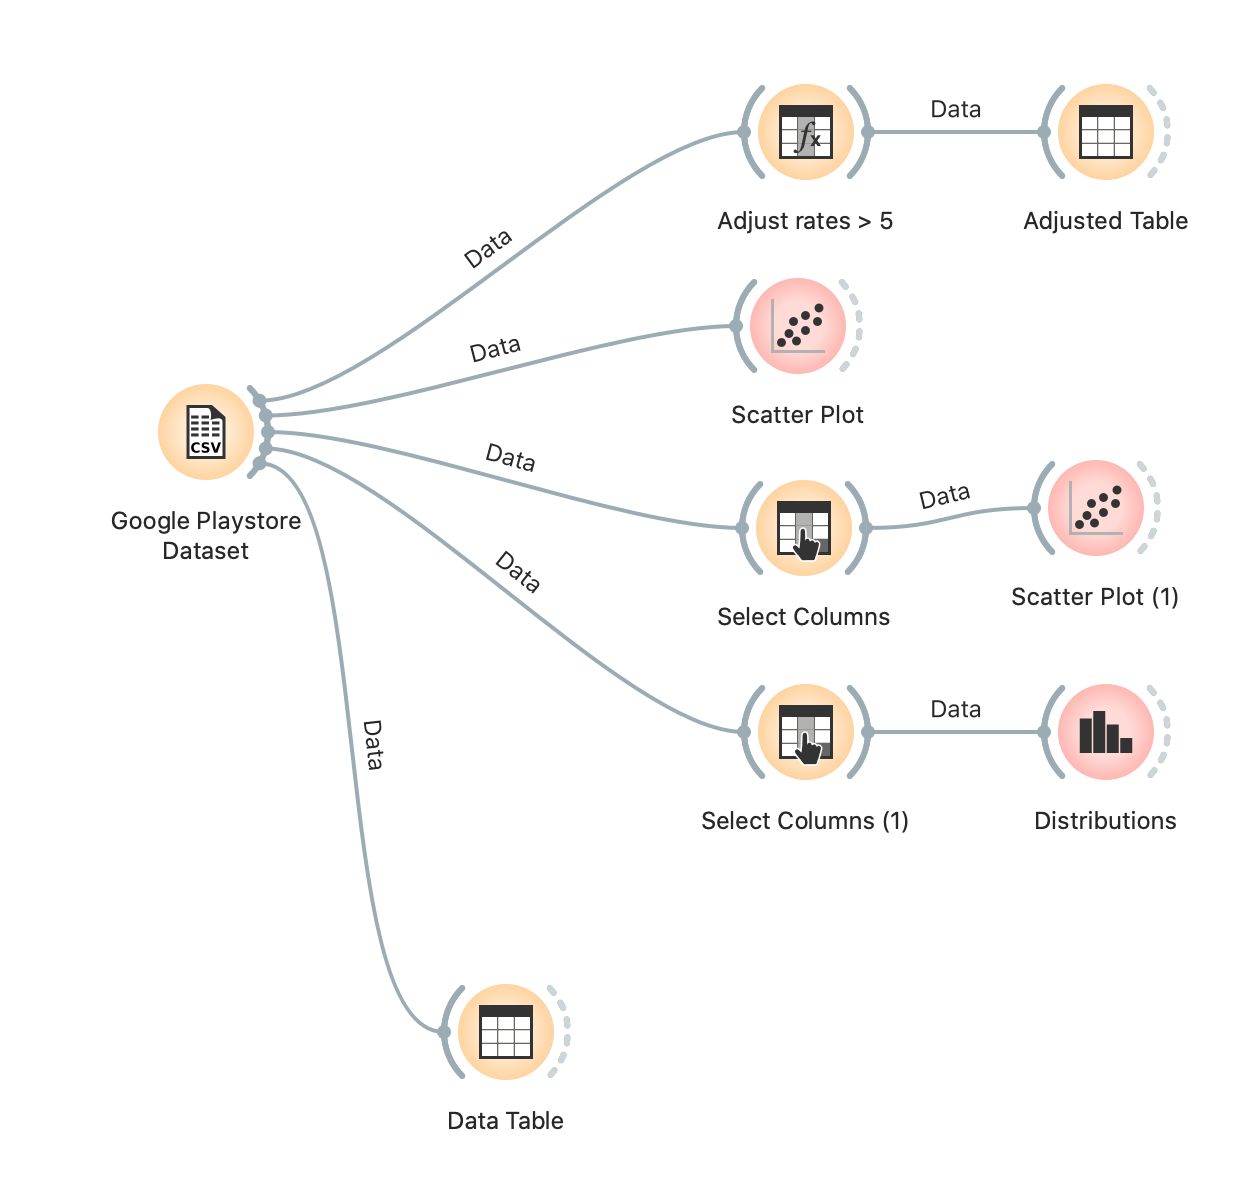 Data
Adjust rates > 5
Adjusted Table
fx
Data
Data
Scatter Plot
CSV
Google Playstore
Dataset
Data
Data
Select Columns
Scatter Plot (1)
Data
Data
Data
Select Columns (1)
Distributions
Data Table